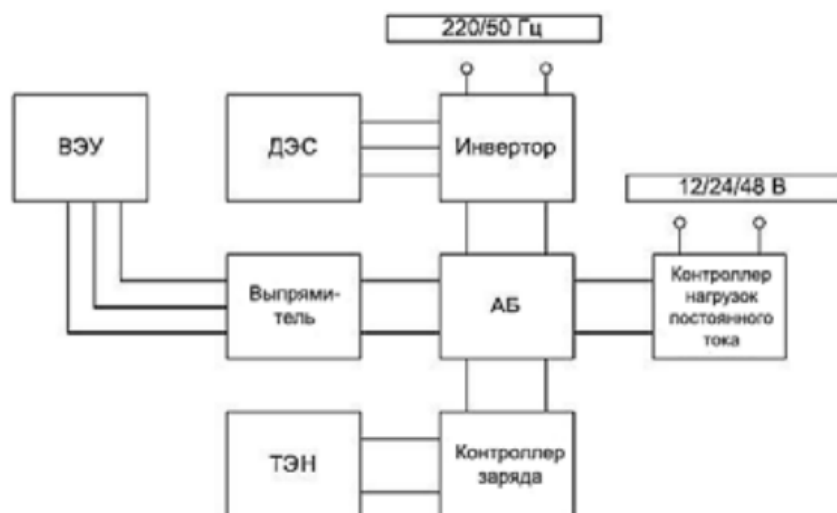 220/50 Гц
ВЭУ
ДЭС
Инвертор
12/24/48 В
Выпрями-
тель
АБ
Контроллер
нагрузок
постоянного
тока
ТЭН
Контроллер
заряда